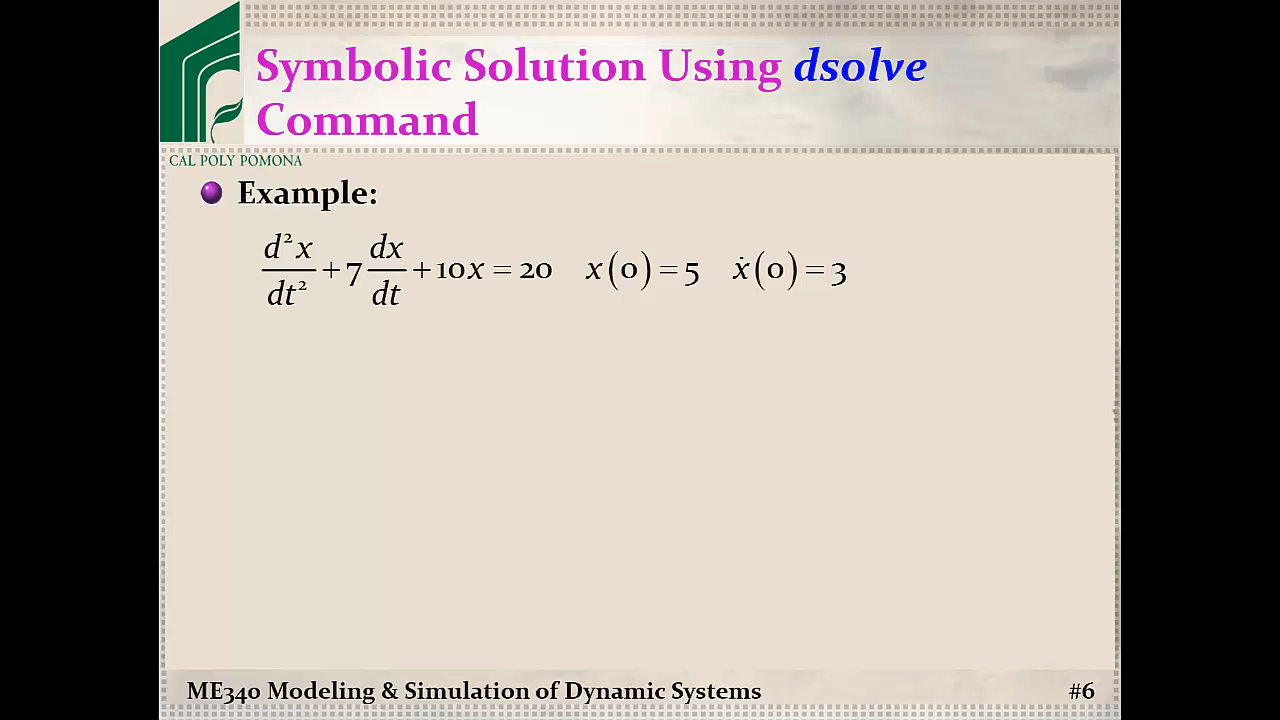 Symbolic Solution Using dsolve
Command
CAL POLY POMONA
Example:
d²x/dt² + 7 dx/dt + 10x = 20 x(0) = 5 ẋ(0) = 3
ME340 Modeling & Simulation of Dynamic Systems #6